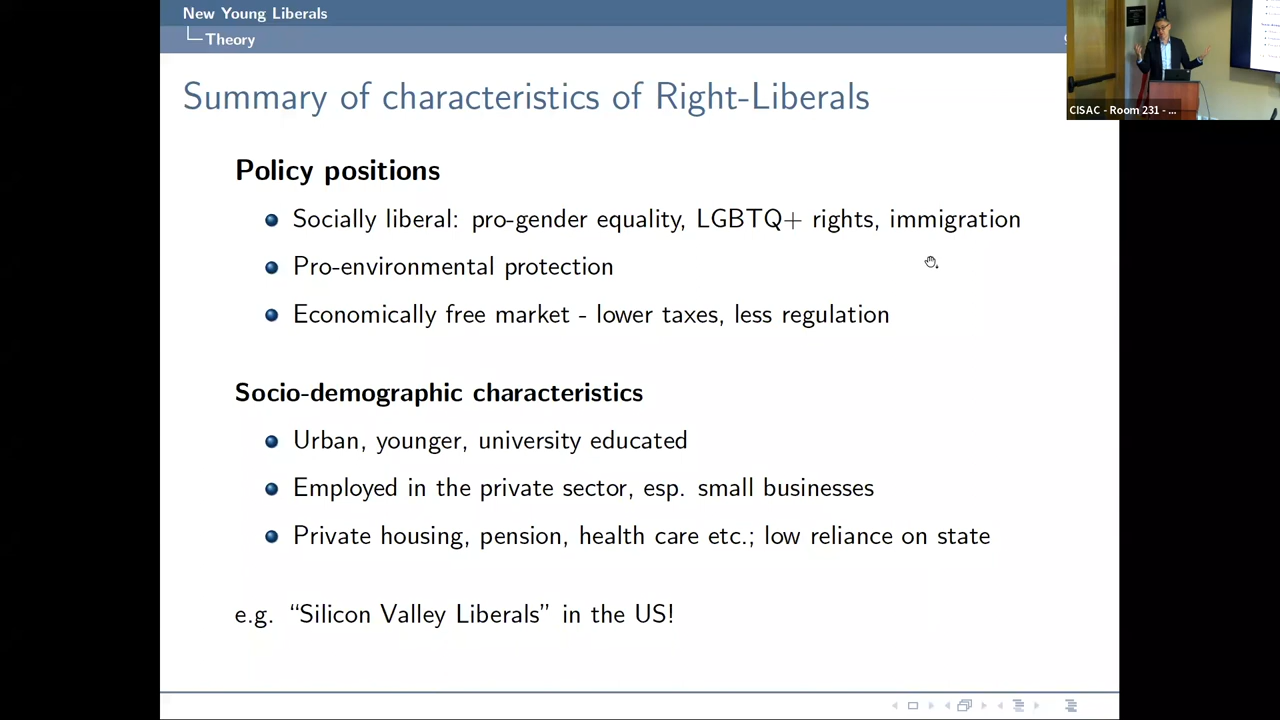 New Young Liberals
Theory
Summary of characteristics of Right-Liberals
CISAC - Room 231 - ...
Policy positions
Socially liberal: pro-gender equality, LGBTQ+ rights, immigration
Pro-environmental protection
Economically free market - lower taxes, less regulation
Socio-demographic characteristics
Urban, younger, university educated
Employed in the private sector, esp. small businesses
Private housing, pension, health care etc.; low reliance on state
e.g. “Silicon Valley Liberals” in the US!